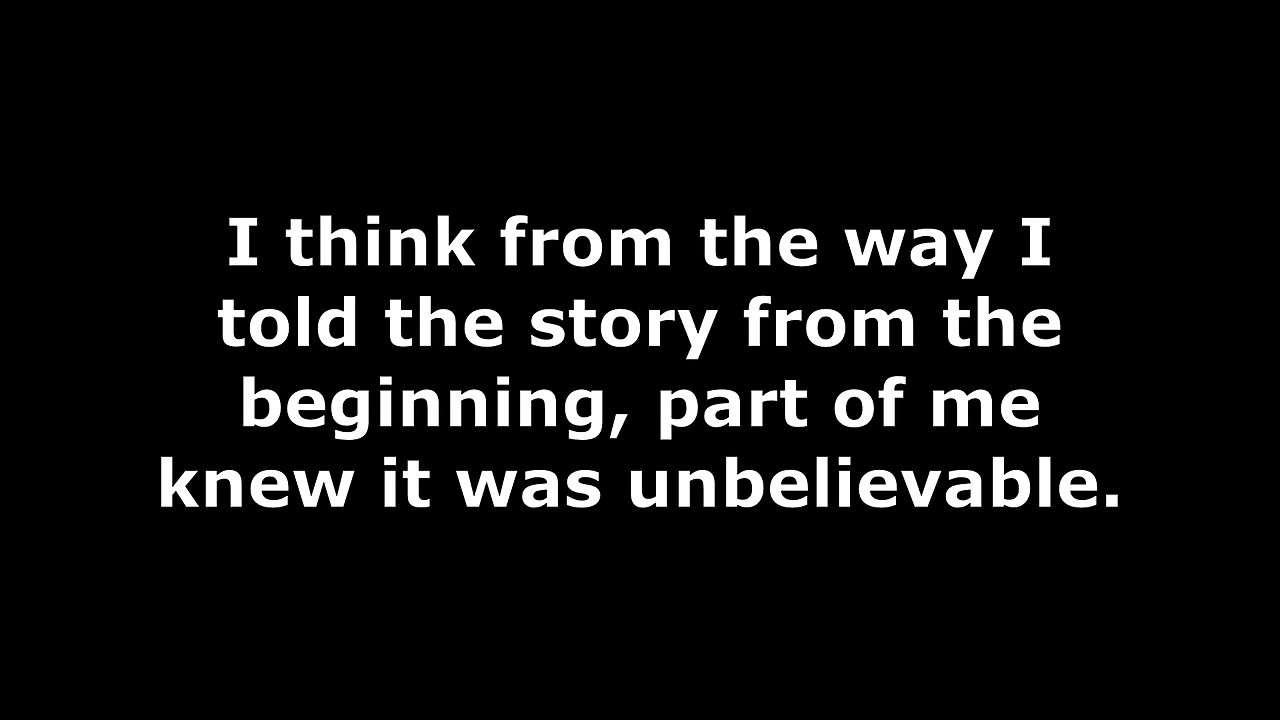 I think from the way I
told the story from the
beginning, part of me
knew it was unbelievable.